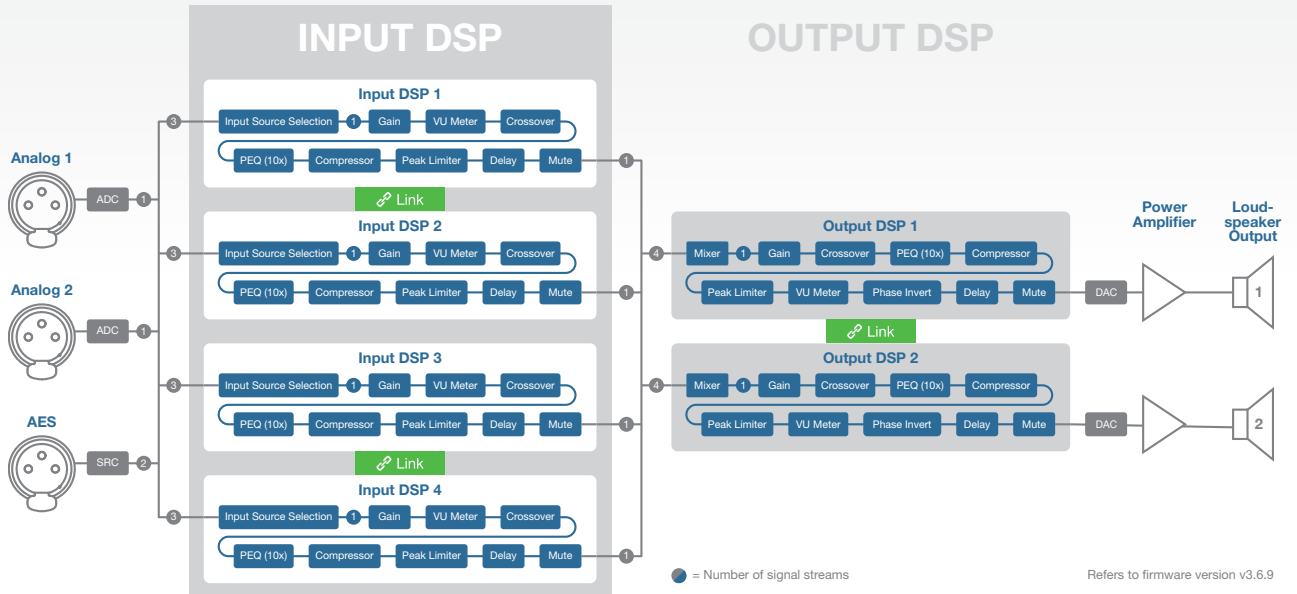 INPUT DSP
OUTPUT DSP
Input DSP 1
3 Input Source Selection 1 Gain VU Meter Crossover
PEQ (10x) Compressor Peak Limiter Delay Mute 1
Analog 1
ADC 1
Link
Input DSP 2
3 Input Source Selection 1 Gain VU Meter Crossover
PEQ (10x) Compressor Peak Limiter Delay Mute 1
Analog 2
ADC 1
Input DSP 3
3 Input Source Selection 1 Gain VU Meter Crossover
PEQ (10x) Compressor Peak Limiter Delay Mute 1
AES
SRC 2
Link
Input DSP 4
3 Input Source Selection 1 Gain VU Meter Crossover
PEQ (10x) Compressor Peak Limiter Delay Mute 1
Output DSP 1
4 Mixer 1 Gain Crossover PEQ (10x) Compressor
Peak Limiter VU Meter Phase Invert Delay Mute DAC
Link
Output DSP 2
4 Mixer 1 Gain Crossover PEQ (10x) Compressor
Peak Limiter VU Meter Phase Invert Delay Mute DAC
Power
Amplifier
Loud-
speaker
Output
1
2
= Number of signal streams
Refers to firmware version v3.6.9